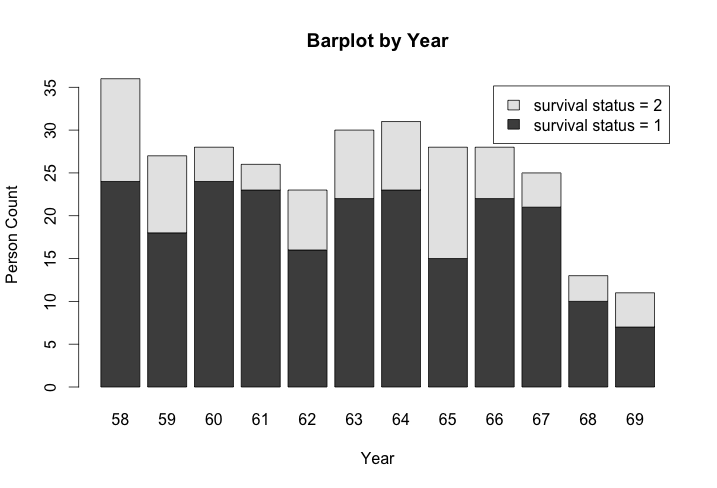 Barplot by Year
survival status = 2
survival status = 1
Person Count
35
30
25
20
15
10
5
0
58 59 60 61 62 63 64 65 66 67 68 69
Year